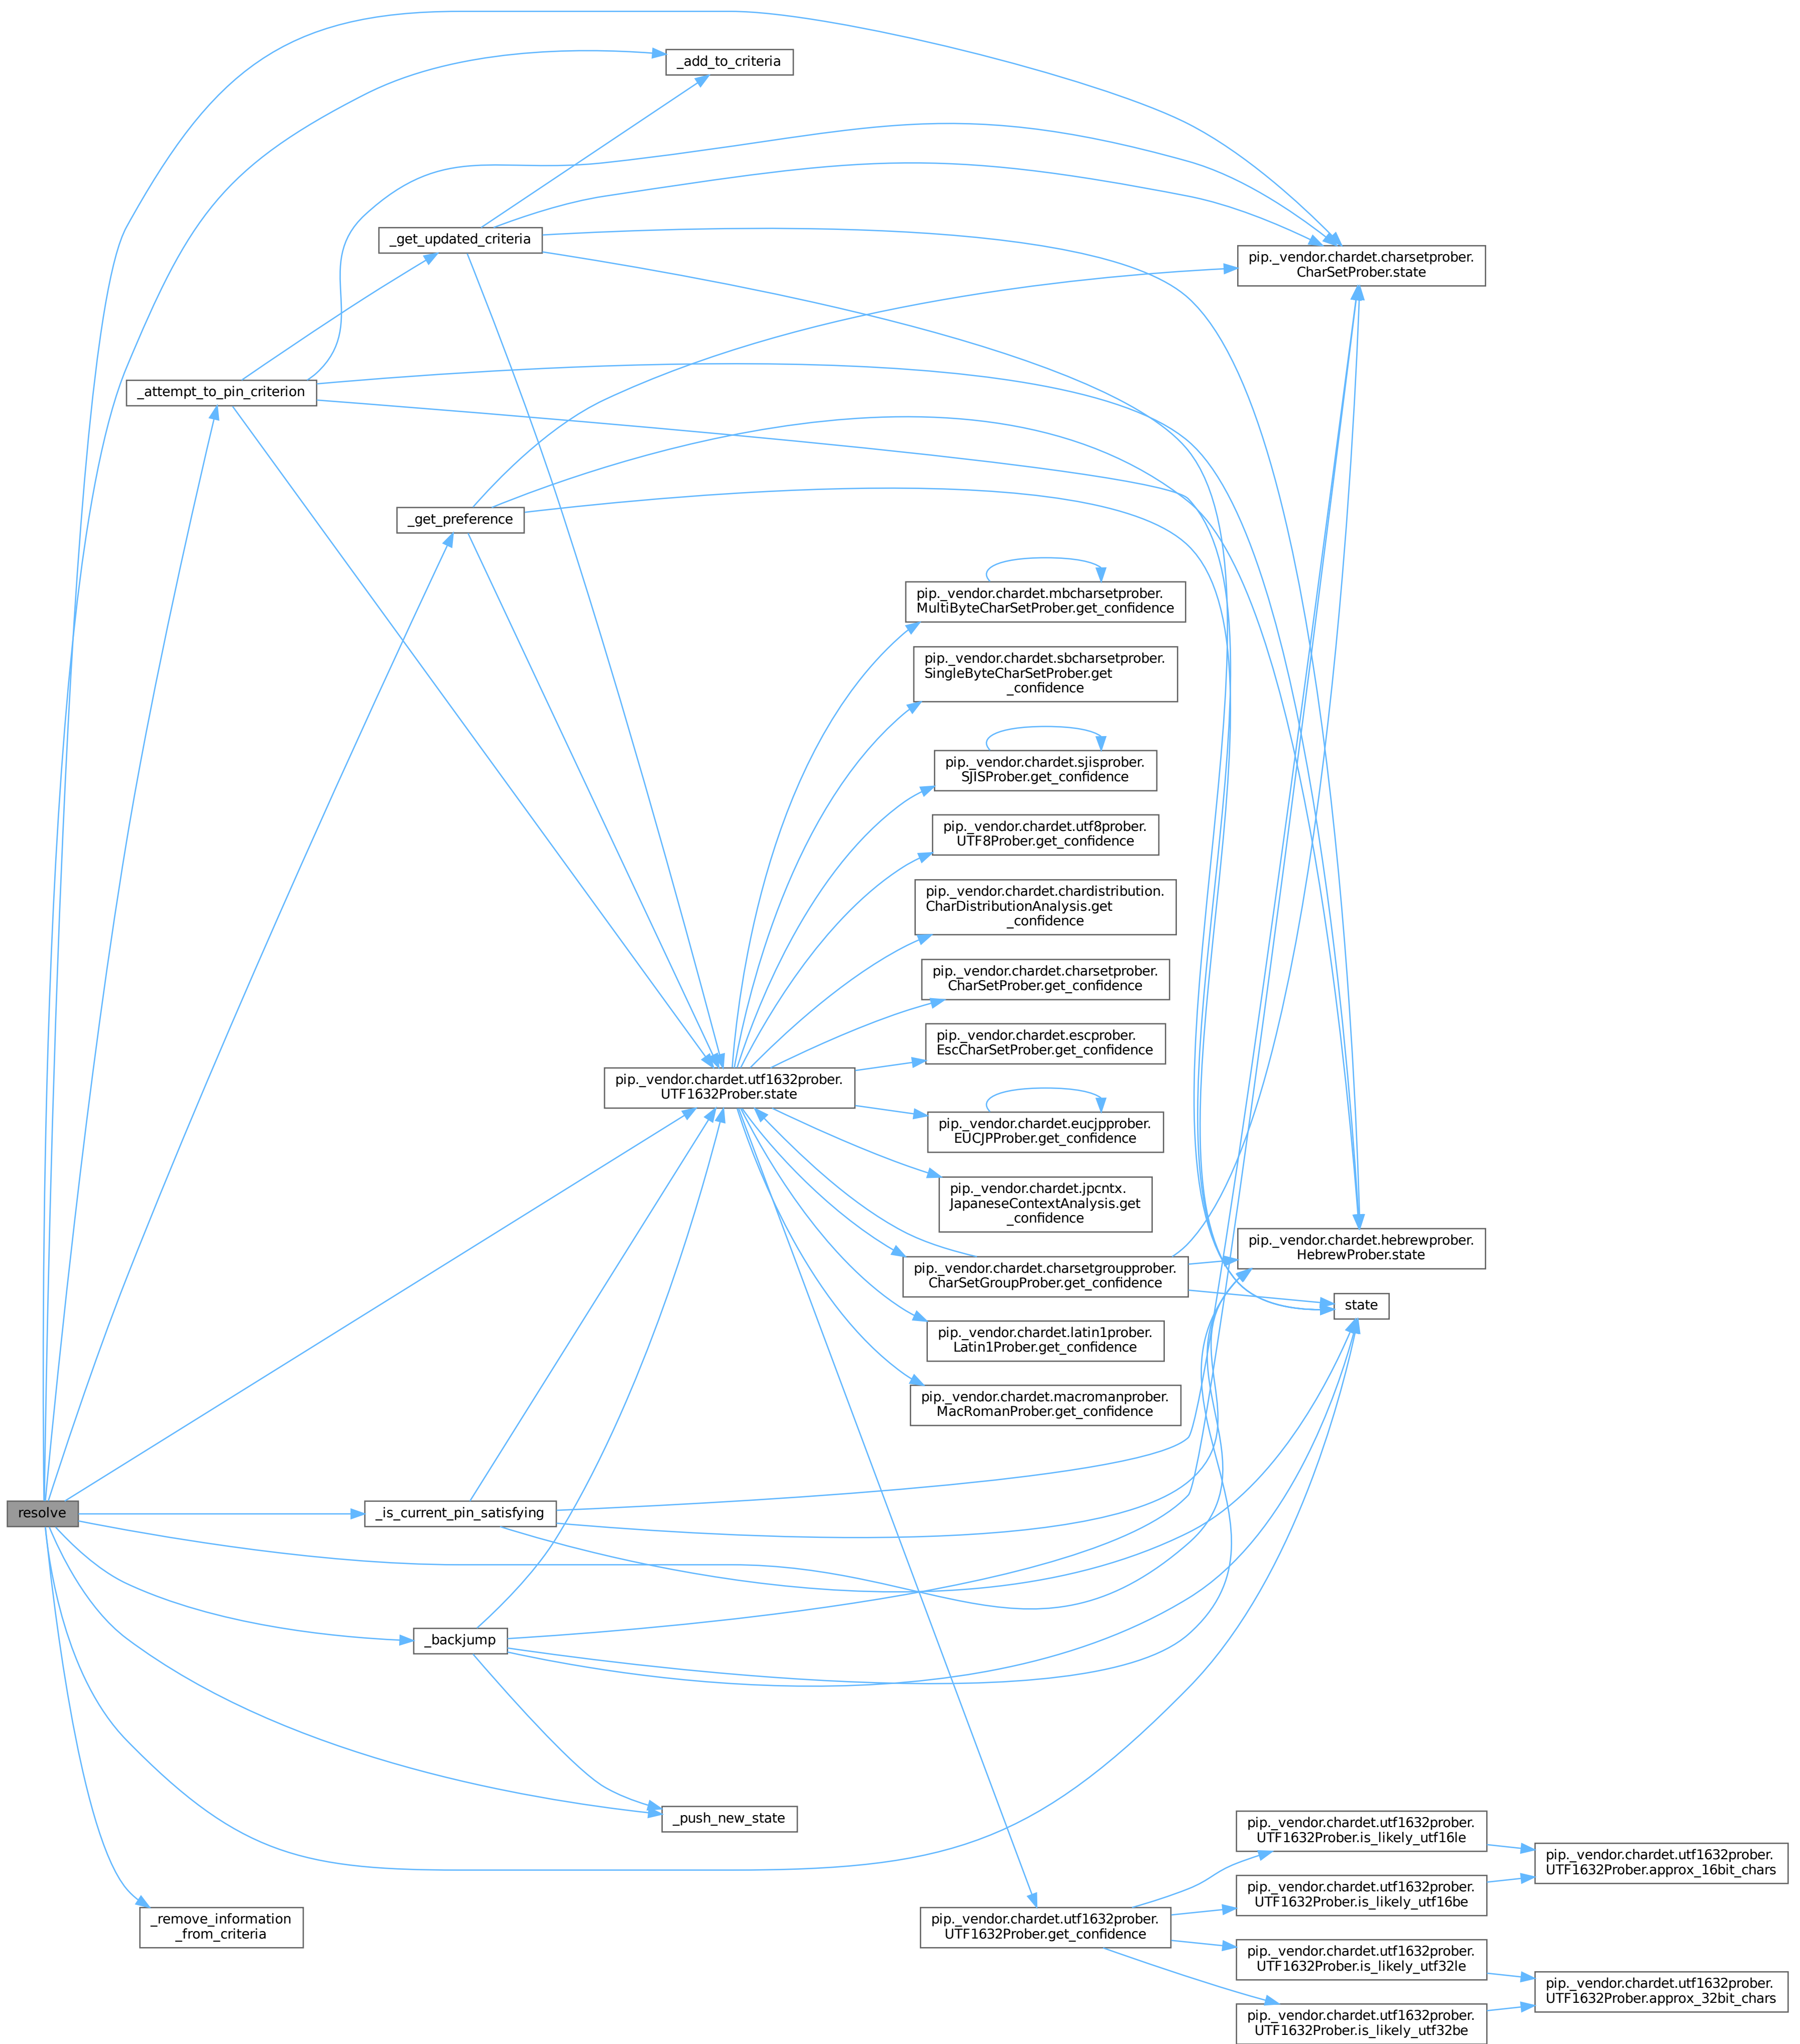 _add_to_criteria
_get_updated_criteria
pip._vendor.chardet.charsetprober.
CharSetProber.state
_attempt_to_pin_criterion
_get_preference
pip._vendor.chardet.mbcharsetprober.
MultiByteCharSetProber.get_confidence
pip._vendor.chardet.sbcharsetprober.
SingleByteCharSetProber.get
_confidence
pip._vendor.chardet.sjisprober.
SJISProber.get_confidence
pip._vendor.chardet.utf8prober.
UTF8Prober.get_confidence
pip._vendor.chardet.chardistribution.
CharDistributionAnalysis.get
_confidence
pip._vendor.chardet.charsetprober.
CharSetProber.get_confidence
pip._vendor.chardet.escprober.
EscCharSetProber.get_confidence
pip._vendor.chardet.utf1632prober.
UTF1632Prober.state
pip._vendor.chardet.eucjpprober.
EUCJPProber.get_confidence
pip._vendor.chardet.jpcntx.
JapaneseContextAnalysis.get
_confidence
pip._vendor.chardet.hebrewprober.
HebrewProber.state
pip._vendor.chardet.charsetgroupprober.
CharSetGroupProber.get_confidence
state
pip._vendor.chardet.latin1prober.
Latin1Prober.get_confidence
pip._vendor.chardet.macromanprober.
MacRomanProber.get_confidence
resolve
_is_current_pin_satisfying
_backjump
_push_new_state
pip._vendor.chardet.utf1632prober.
UTF1632Prober.is_likely_utf16le
pip._vendor.chardet.utf1632prober.
UTF1632Prober.approx_16bit_chars
pip._vendor.chardet.utf1632prober.
UTF1632Prober.is_likely_utf16be
_remove_information
_from_criteria
pip._vendor.chardet.utf1632prober.
UTF1632Prober.get_confidence
pip._vendor.chardet.utf1632prober.
UTF1632Prober.is_likely_utf32le
pip._vendor.chardet.utf1632prober.
UTF1632Prober.approx_32bit_chars
pip._vendor.chardet.utf1632prober.
UTF1632Prober.is_likely_utf32be